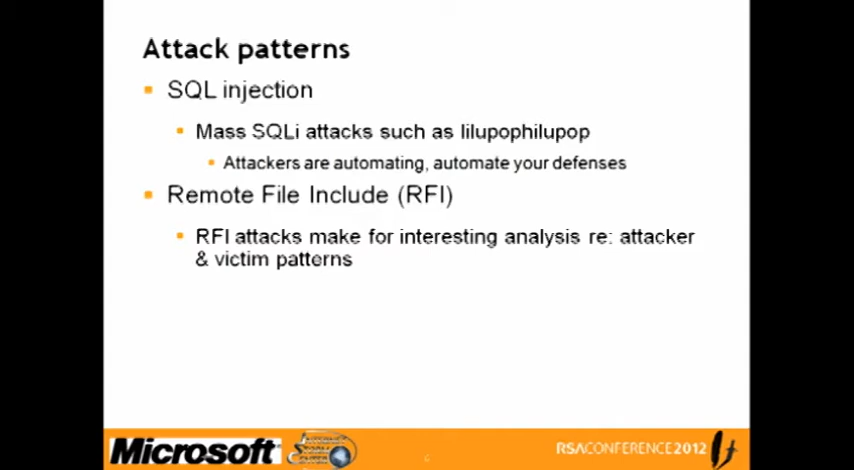 Attack patterns
SQL injection
Mass SQLi attacks such as lilupophilupop
Attackers are automating, automate your defenses
Remote File Include (RFI)
RFI attacks make for interesting analysis re: attacker
& victim patterns
Microsoft
RSACONFERENCE2012